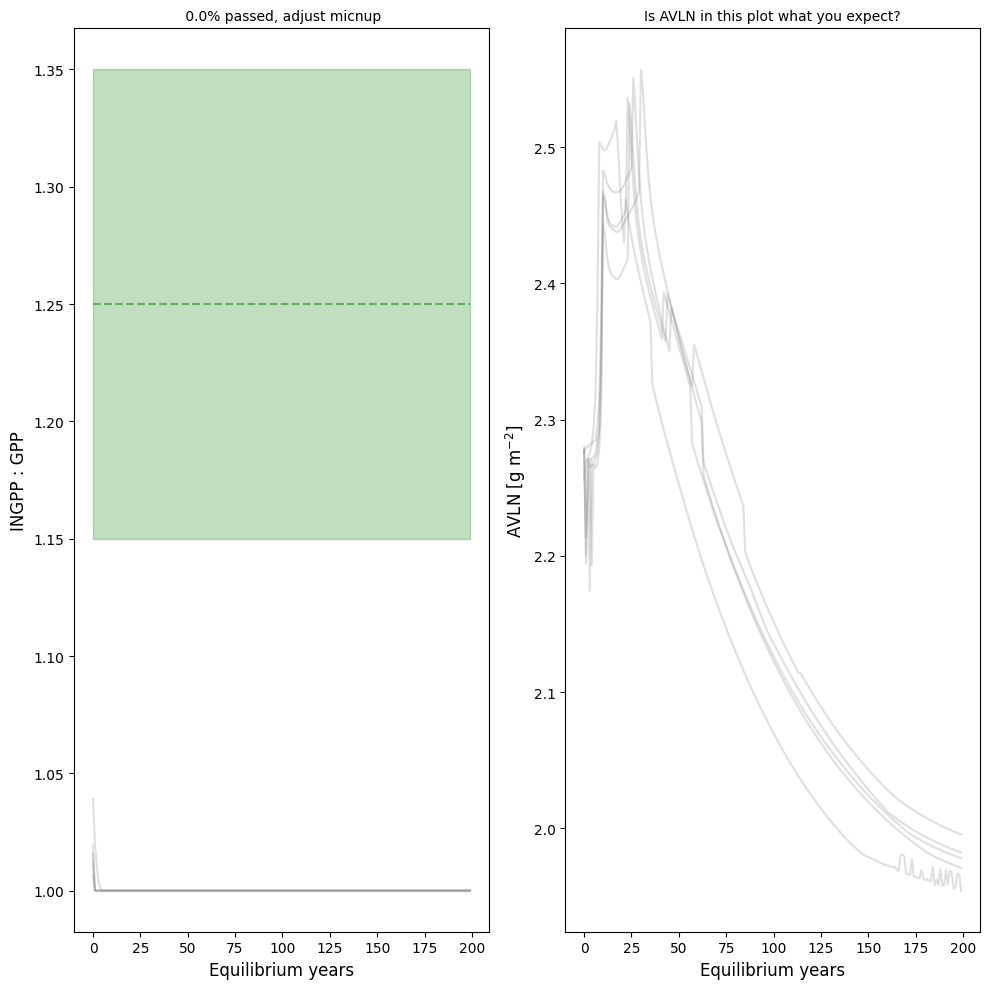 0.0% passed, adjust micnup
1.35
1.30
1.25
1.20
1.15
1.10
1.05
1.00
INGPP : GPP
0 25 50 75 100 125 150 175 200
Equilibrium years
Is AVLN in this plot what you expect?
2.5
2.4
2.3
2.2
2.1
2.0
AVLN [g m⁻²]
0 25 50 75 100 125 150 175 200
Equilibrium years